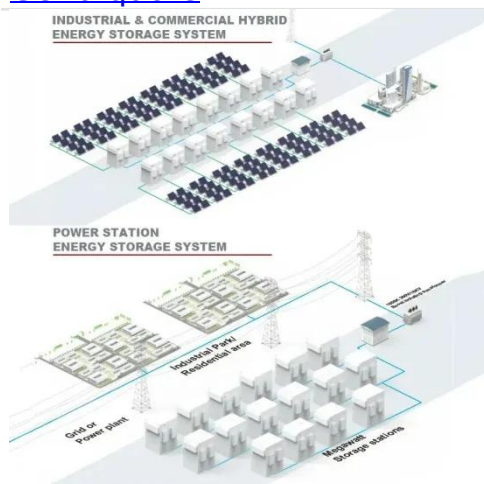 INDUSTRIAL & COMMERCIAL HYBRID
ENERGY STORAGE SYSTEM
POWER STATION
ENERGY STORAGE SYSTEM
Industrial Park/
Residential area
Grid or
Power plant
Megawatt
Storage stations